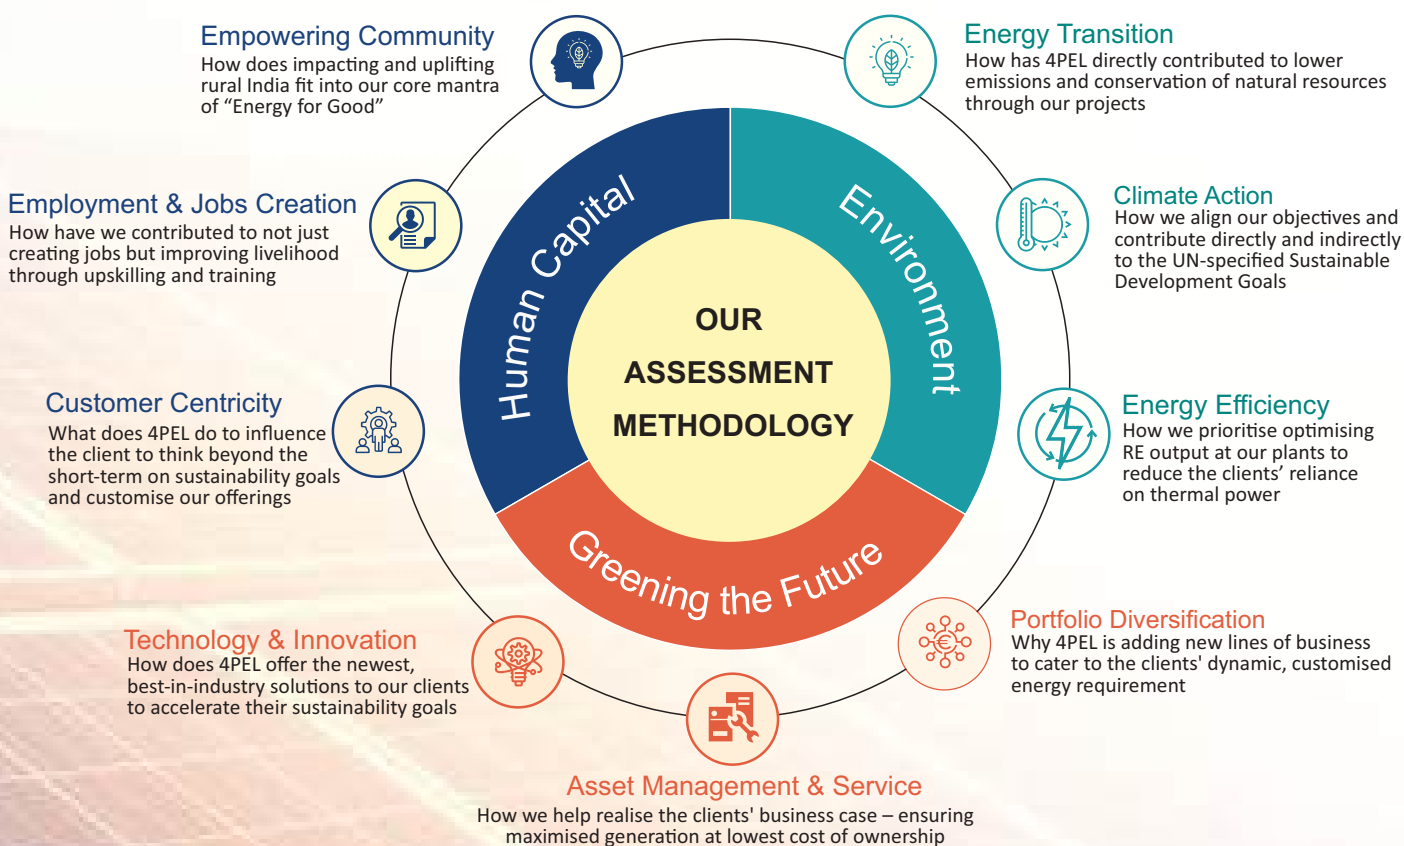 Empowering Community
How does impacting and uplifting
rural India fit into our core mantra
of “Energy for Good”
Energy Transition
How has 4PEL directly contributed to lower
emissions and conservation of natural resources
through our projects
Employment & Jobs Creation
How have we contributed to not just
creating jobs but improving livelihood
through upskilling and training
Climate Action
How we align our objectives and
contribute directly and indirectly
to the UN-specified Sustainable
Development Goals
Human Capital
Environment
OUR
ASSESSMENT
METHODOLOGY
Greening the Future
Customer Centricity
What does 4PEL do to influence
the client to think beyond the
short-term on sustainability goals
and customise our offerings
Energy Efficiency
How we prioritise optimising
RE output at our plants to
reduce the clients’ reliance
on thermal power
Technology & Innovation
How does 4PEL offer the newest,
best-in-industry solutions to our clients
to accelerate their sustainability goals
Portfolio Diversification
Why 4PEL is adding new lines of business
to cater to the clients' dynamic, customised
energy requirement
€
Asset Management & Service
How we help realise the clients' business case – ensuring
maximised generation at lowest cost of ownership